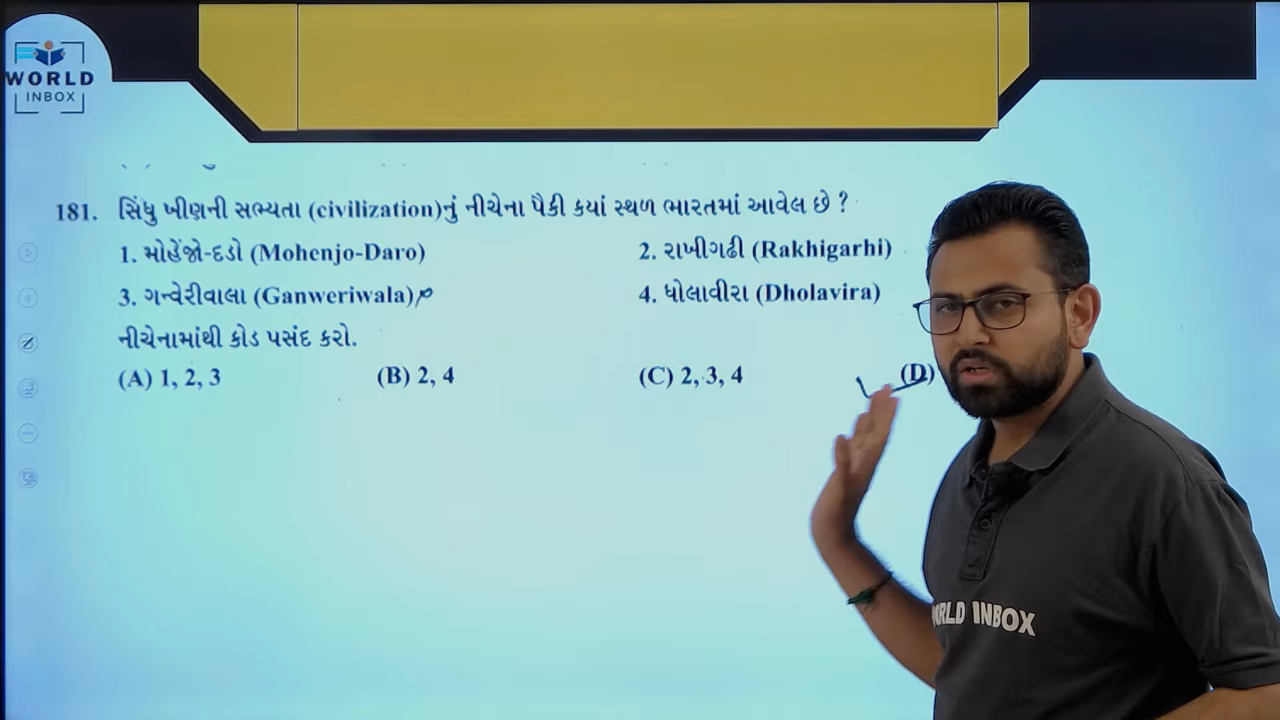 WORLD
INBOX
181. સિંધુ ખીણની સભ્યતા (civilization)નું નીચેના પૈકી કયાં સ્થળ ભારતમાં આવેલ છે ?
1. મોહેંજો-દડો (Mohenjo-Daro) 2. રાખીગઢી (Rakhigarhi)
3. ગન્વેરીવાલા (Ganweriwala) 4. ધોલાવીરા (Dholavira)
નીચેનામાંથી કોડ પસંદ કરો.
(A) 1, 2, 3 (B) 2, 4 (C) 2, 3, 4 (D)
RLD INBOX